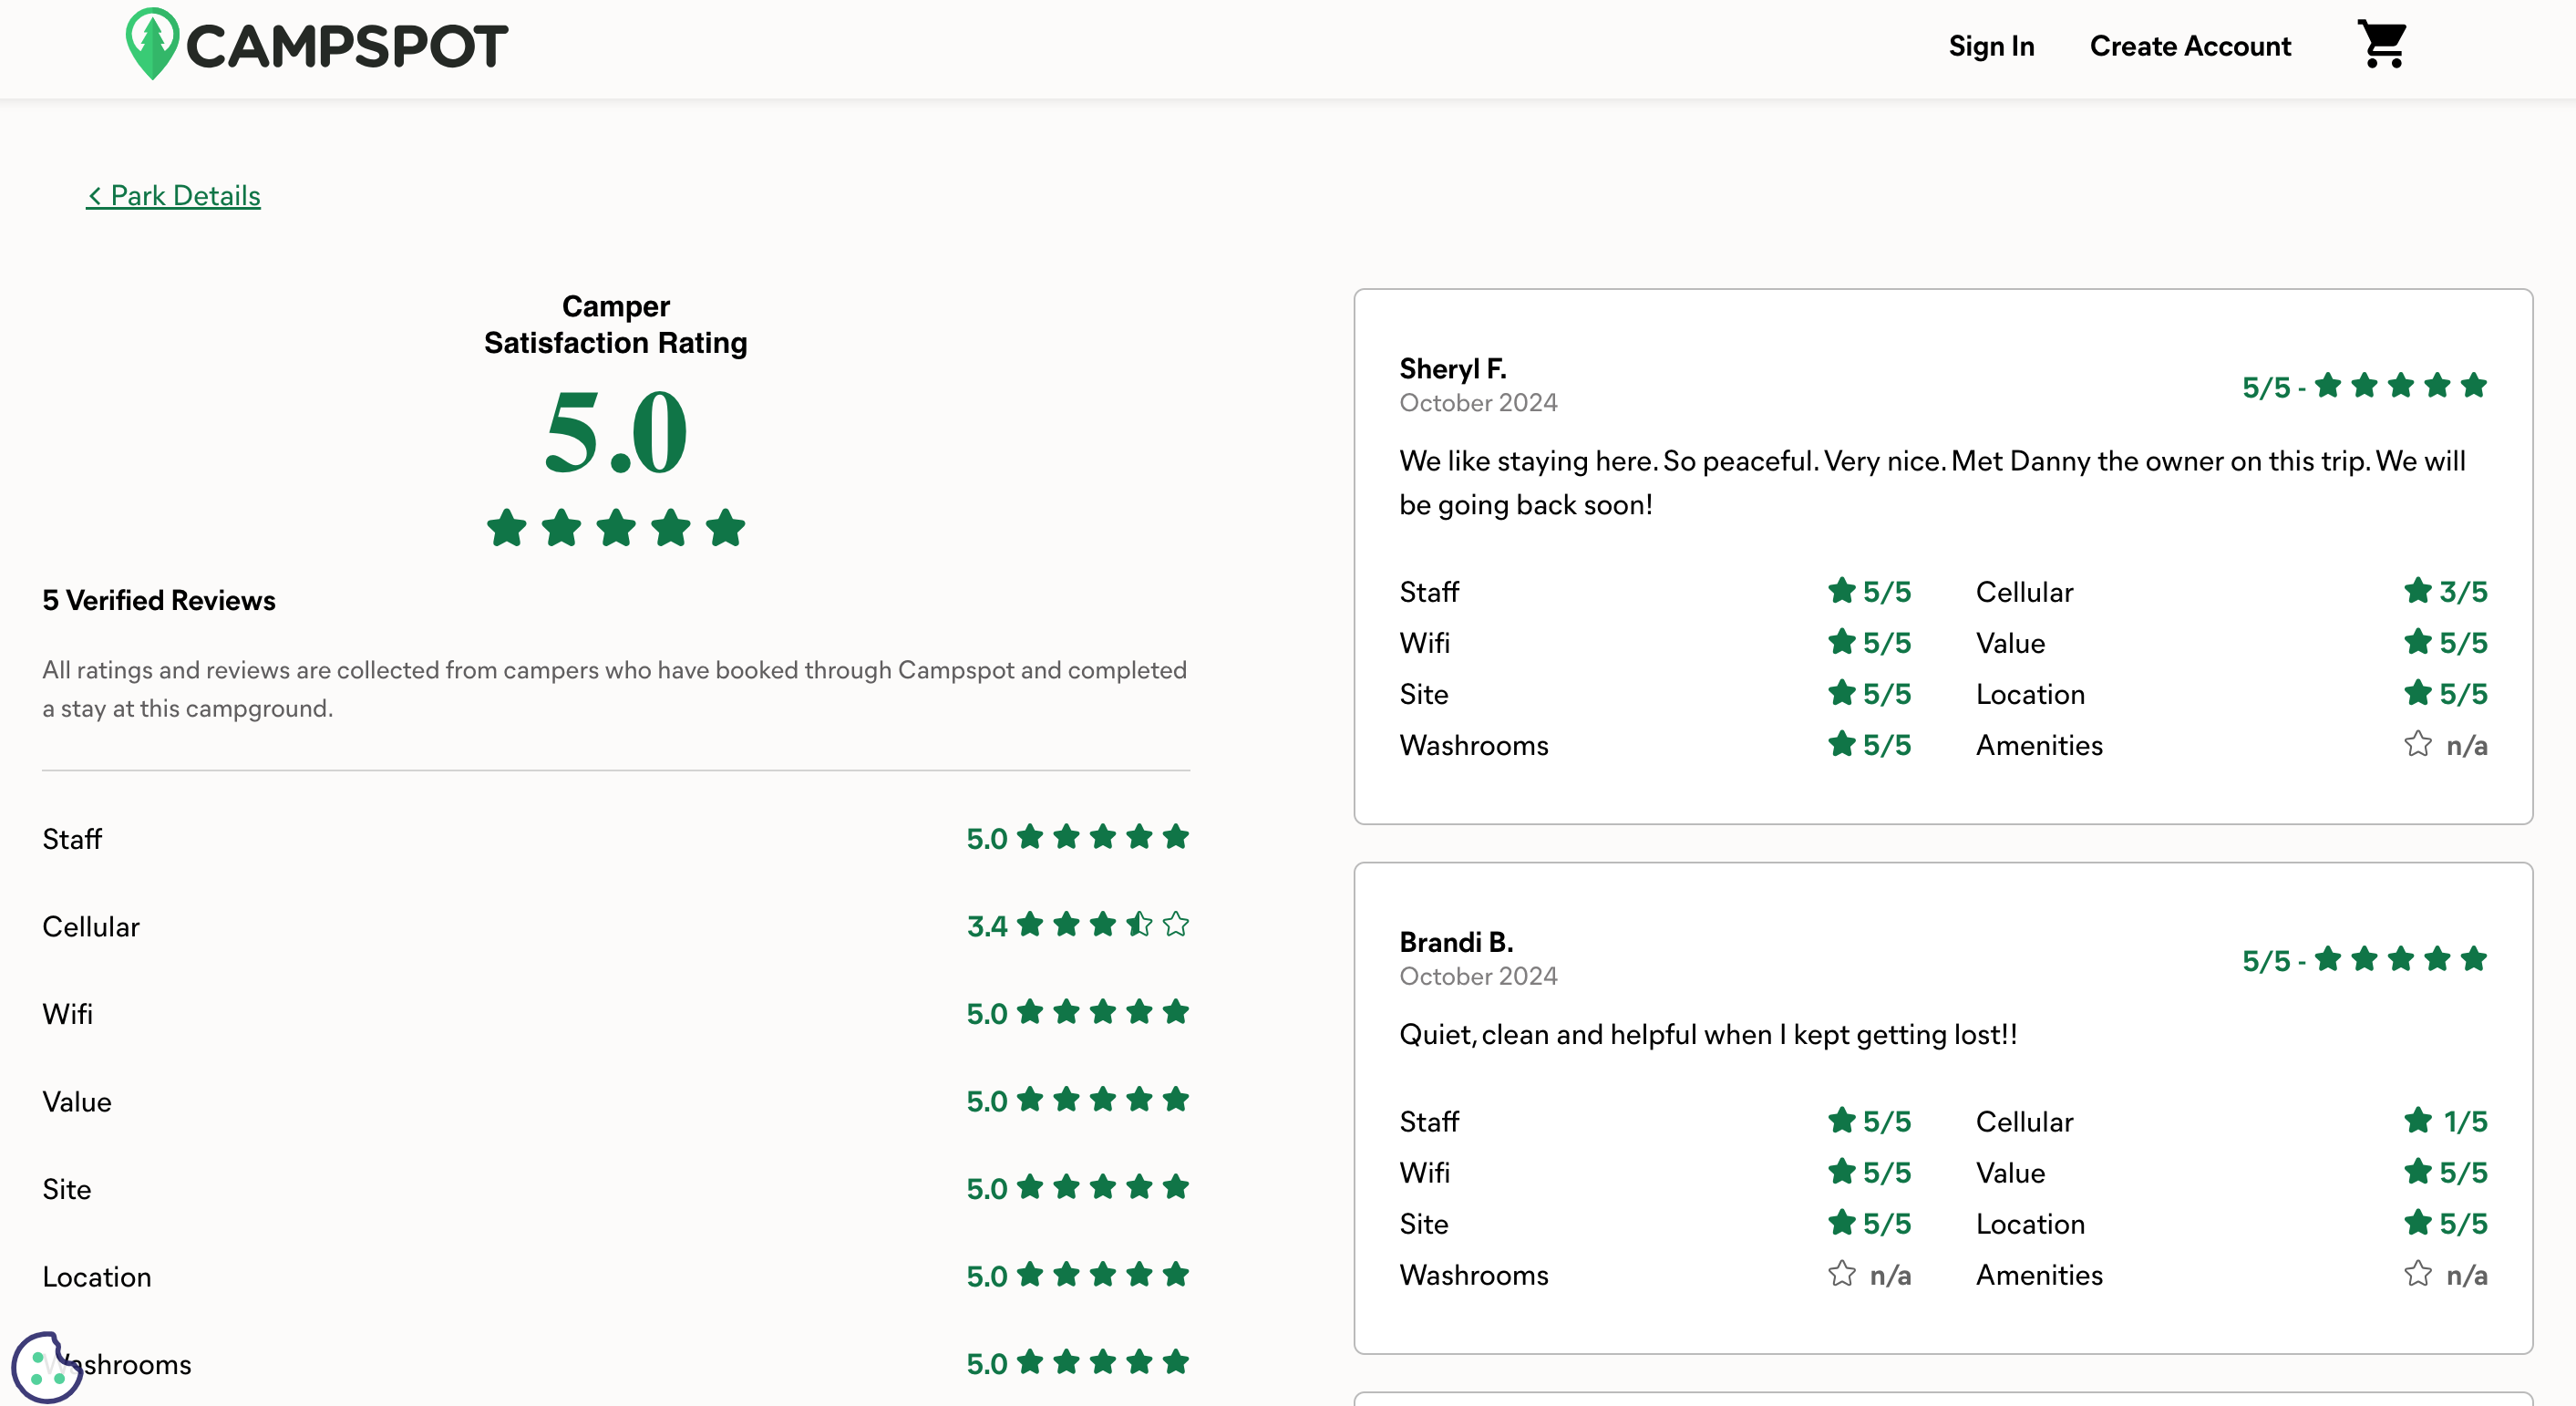 CAMPSPOT
Sign In
Create Account
< Park Details
Camper
Satisfaction Rating
5.0
5 Verified Reviews
All ratings and reviews are collected from campers who have booked through Campspot and completed
a stay at this campground.
Staff 5.0
Cellular 3.4
Wifi 5.0
Value 5.0
Site 5.0
Location 5.0
Washrooms 5.0
Sheryl F.
October 2024
5/5 -
We like staying here. So peaceful. Very nice. Met Danny the owner on this trip. We will
be going back soon!
Staff 5/5 Cellular 3/5
Wifi 5/5 Value 5/5
Site 5/5 Location 5/5
Washrooms 5/5 Amenities n/a
Brandi B.
October 2024
5/5 -
Quiet, clean and helpful when I kept getting lost!!
Staff 5/5 Cellular 1/5
Wifi 5/5 Value 5/5
Site 5/5 Location 5/5
Washrooms n/a Amenities n/a